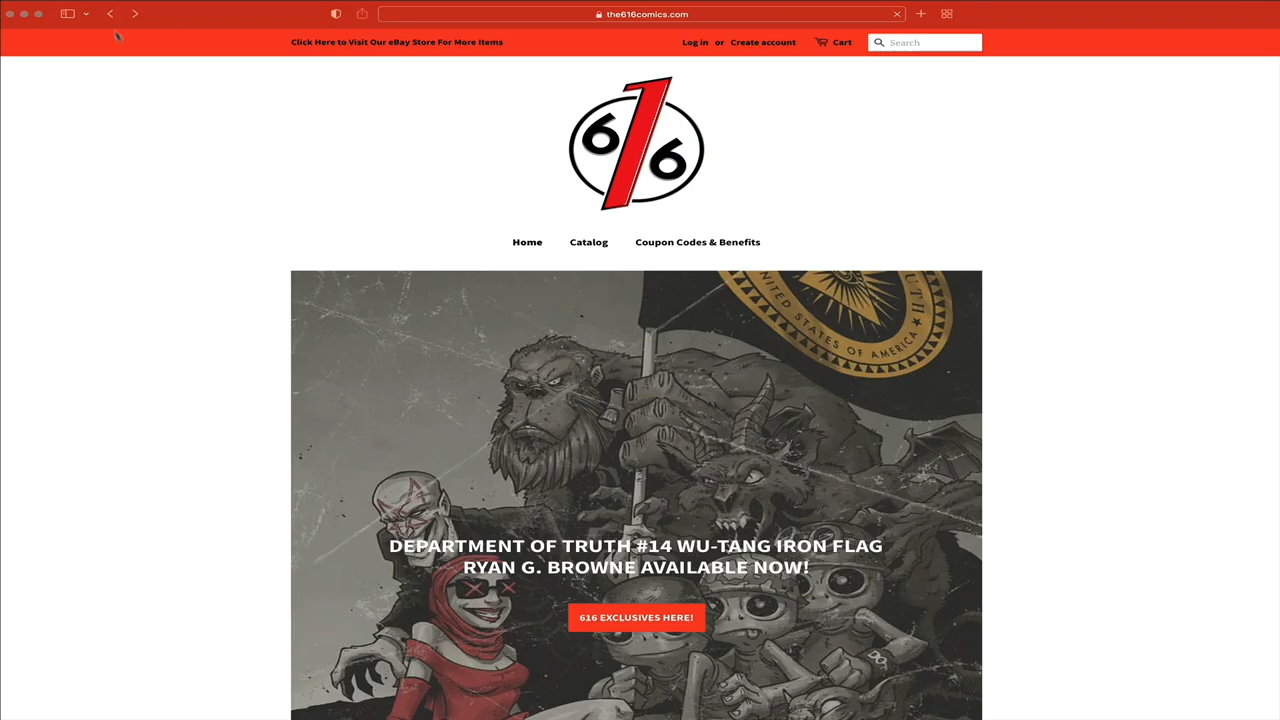 the616comics.com
Click Here to Visit Our eBay Store For More Items
Log in or Create account Cart Search
616
Home Catalog Coupon Codes & Benefits
UTH ★ UNITED STATES OF AMERICA ★
DEPARTMENT OF TRUTH #14 WU-TANG IRON FLAG
RYAN G. BROWNE AVAILABLE NOW!
616 EXCLUSIVES HERE!